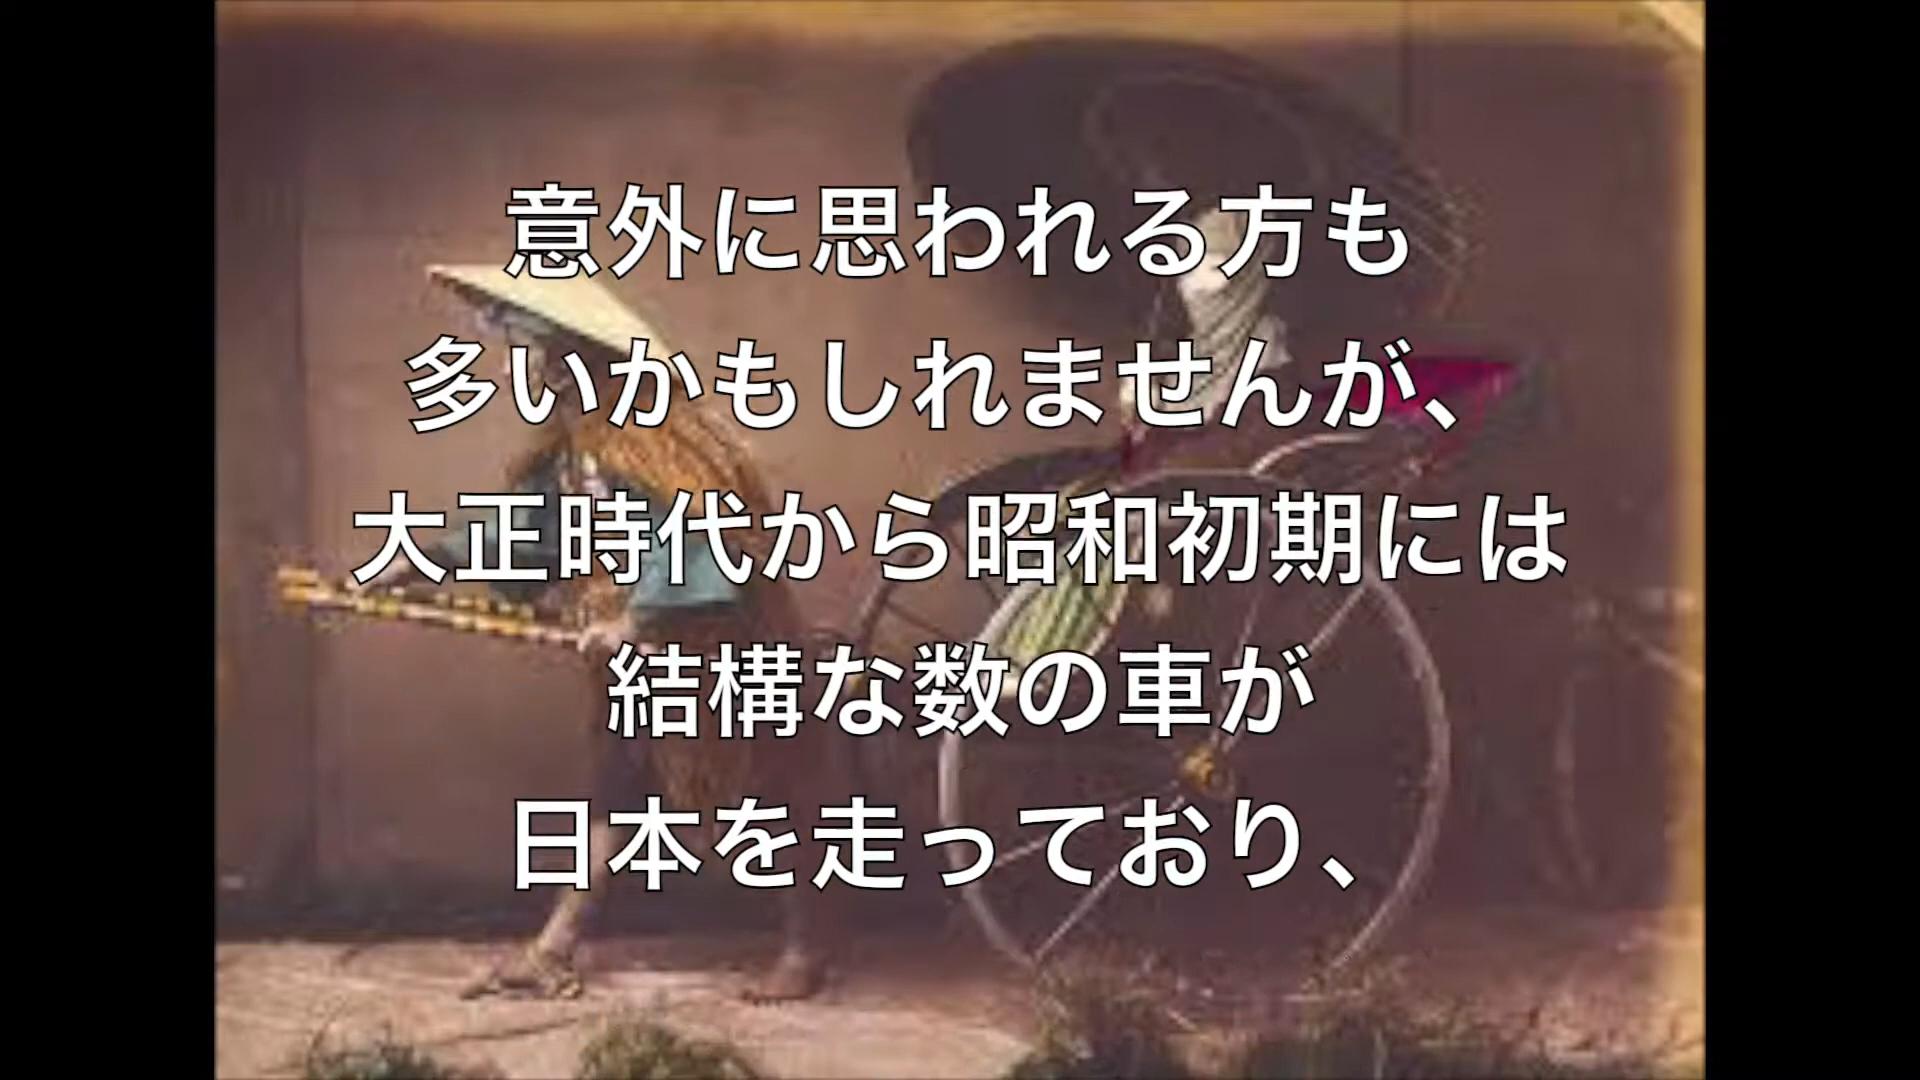 意外に思われる方も
多いかもしれませんが、
大正時代から昭和初期には
結構な数の車が
日本を走っており、